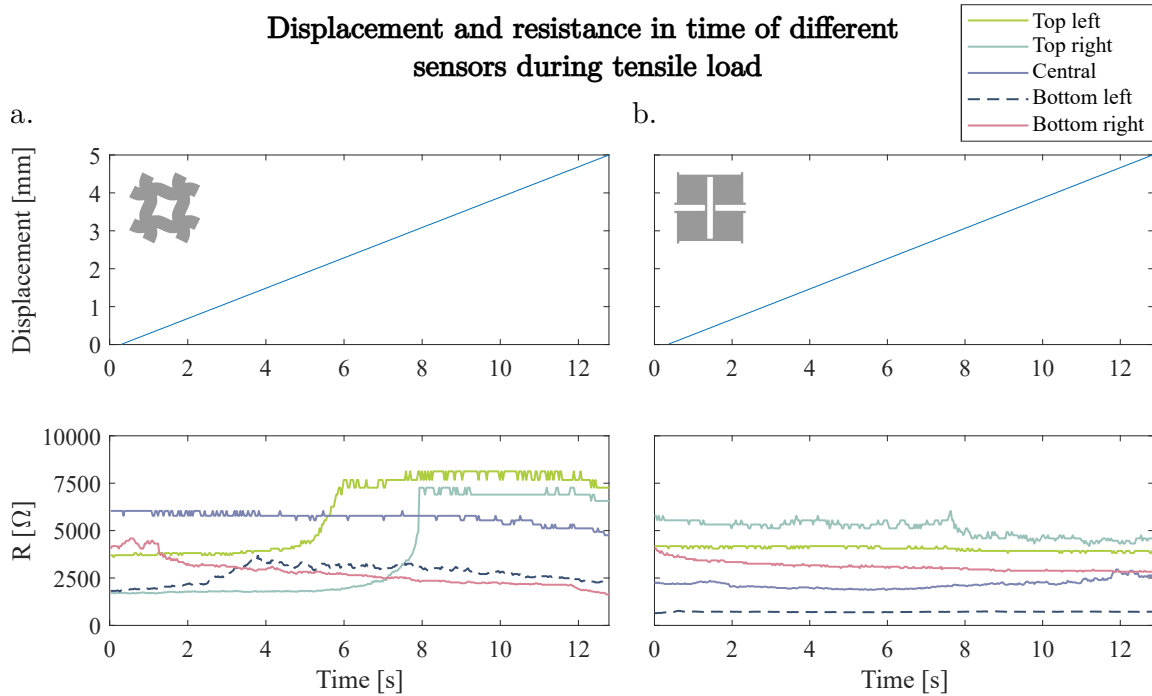 Displacement and resistance in time of different
sensors during tensile load
Top left
Top right
Central
Bottom left
Bottom right
a.
b.
Displacement [mm]
5
4
3
2
1
0
0 2 4 6 8 10 12
0 2 4 6 8 10 12
R [Ω]
10000
7500
5000
2500
0
0 2 4 6 8 10 12
0 2 4 6 8 10 12
Time [s]
Time [s]